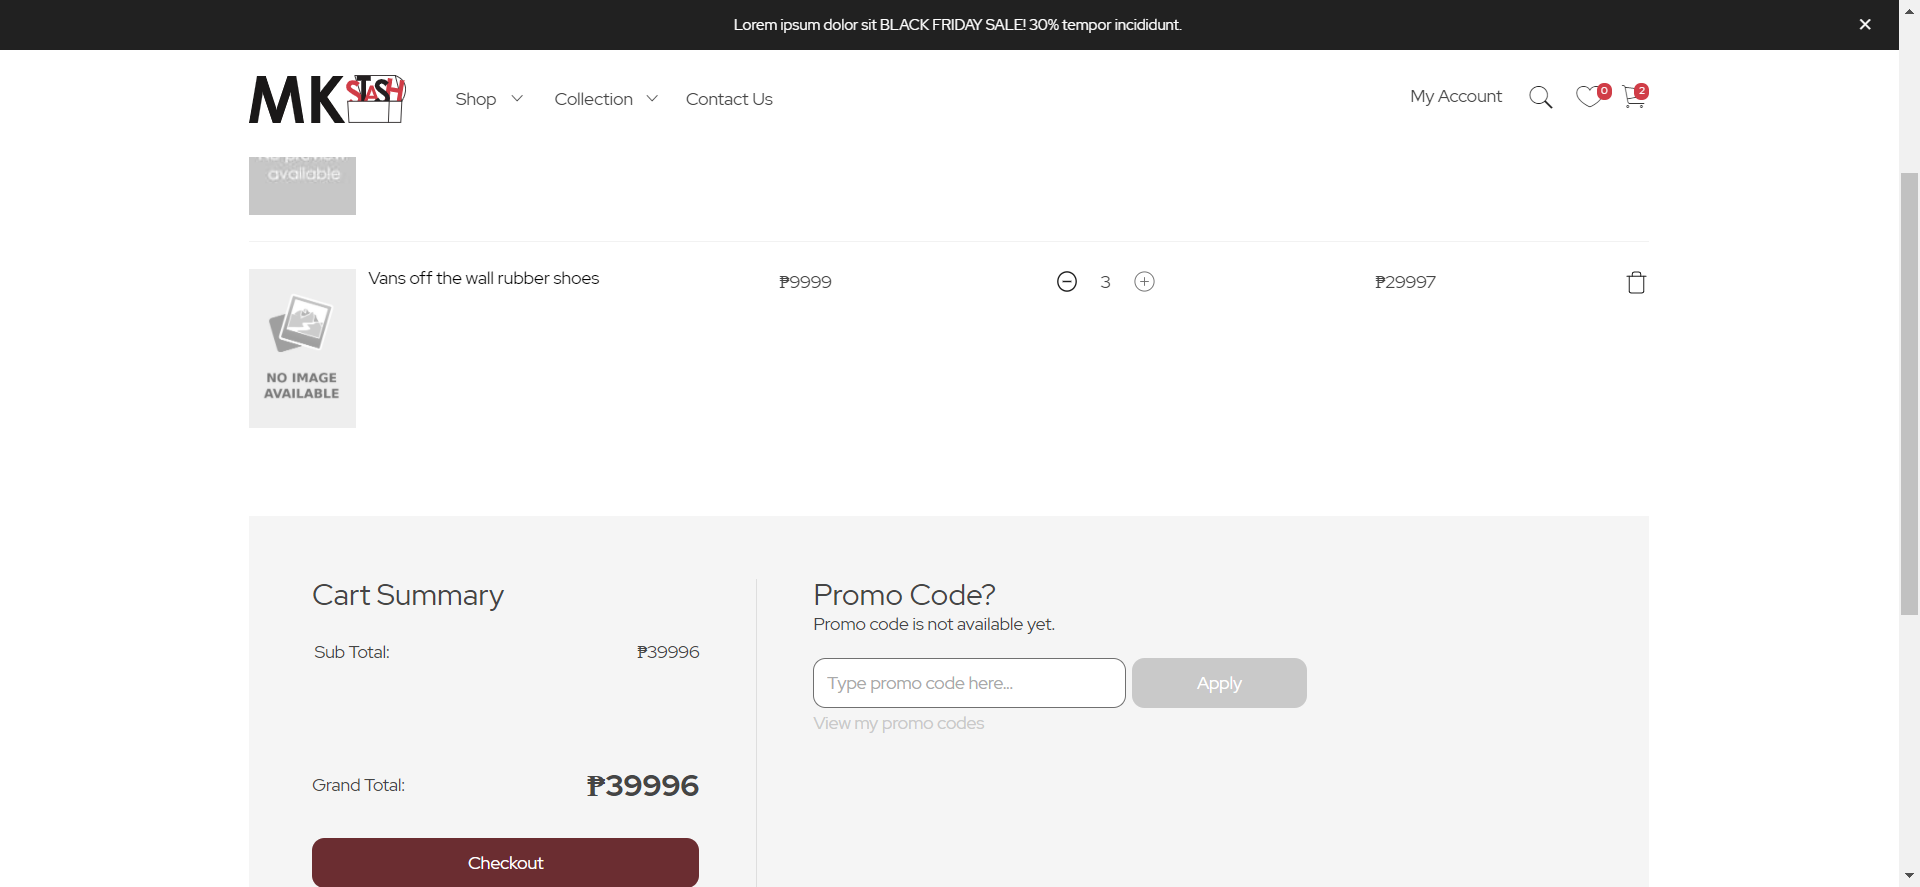 Lorem ipsum dolor sit BLACK FRIDAY SALE! 30% tempor incididunt.
MK STASH
Shop
Collection
Contact Us
My Account
0
2
No preview
available
Vans off the wall rubber shoes
₱9999
3
₱29997
NO IMAGE
AVAILABLE
Cart Summary
Sub Total:
₱39996
Grand Total:
₱39996
Checkout
Promo Code?
Promo code is not available yet.
Type promo code here...
Apply
View my promo codes